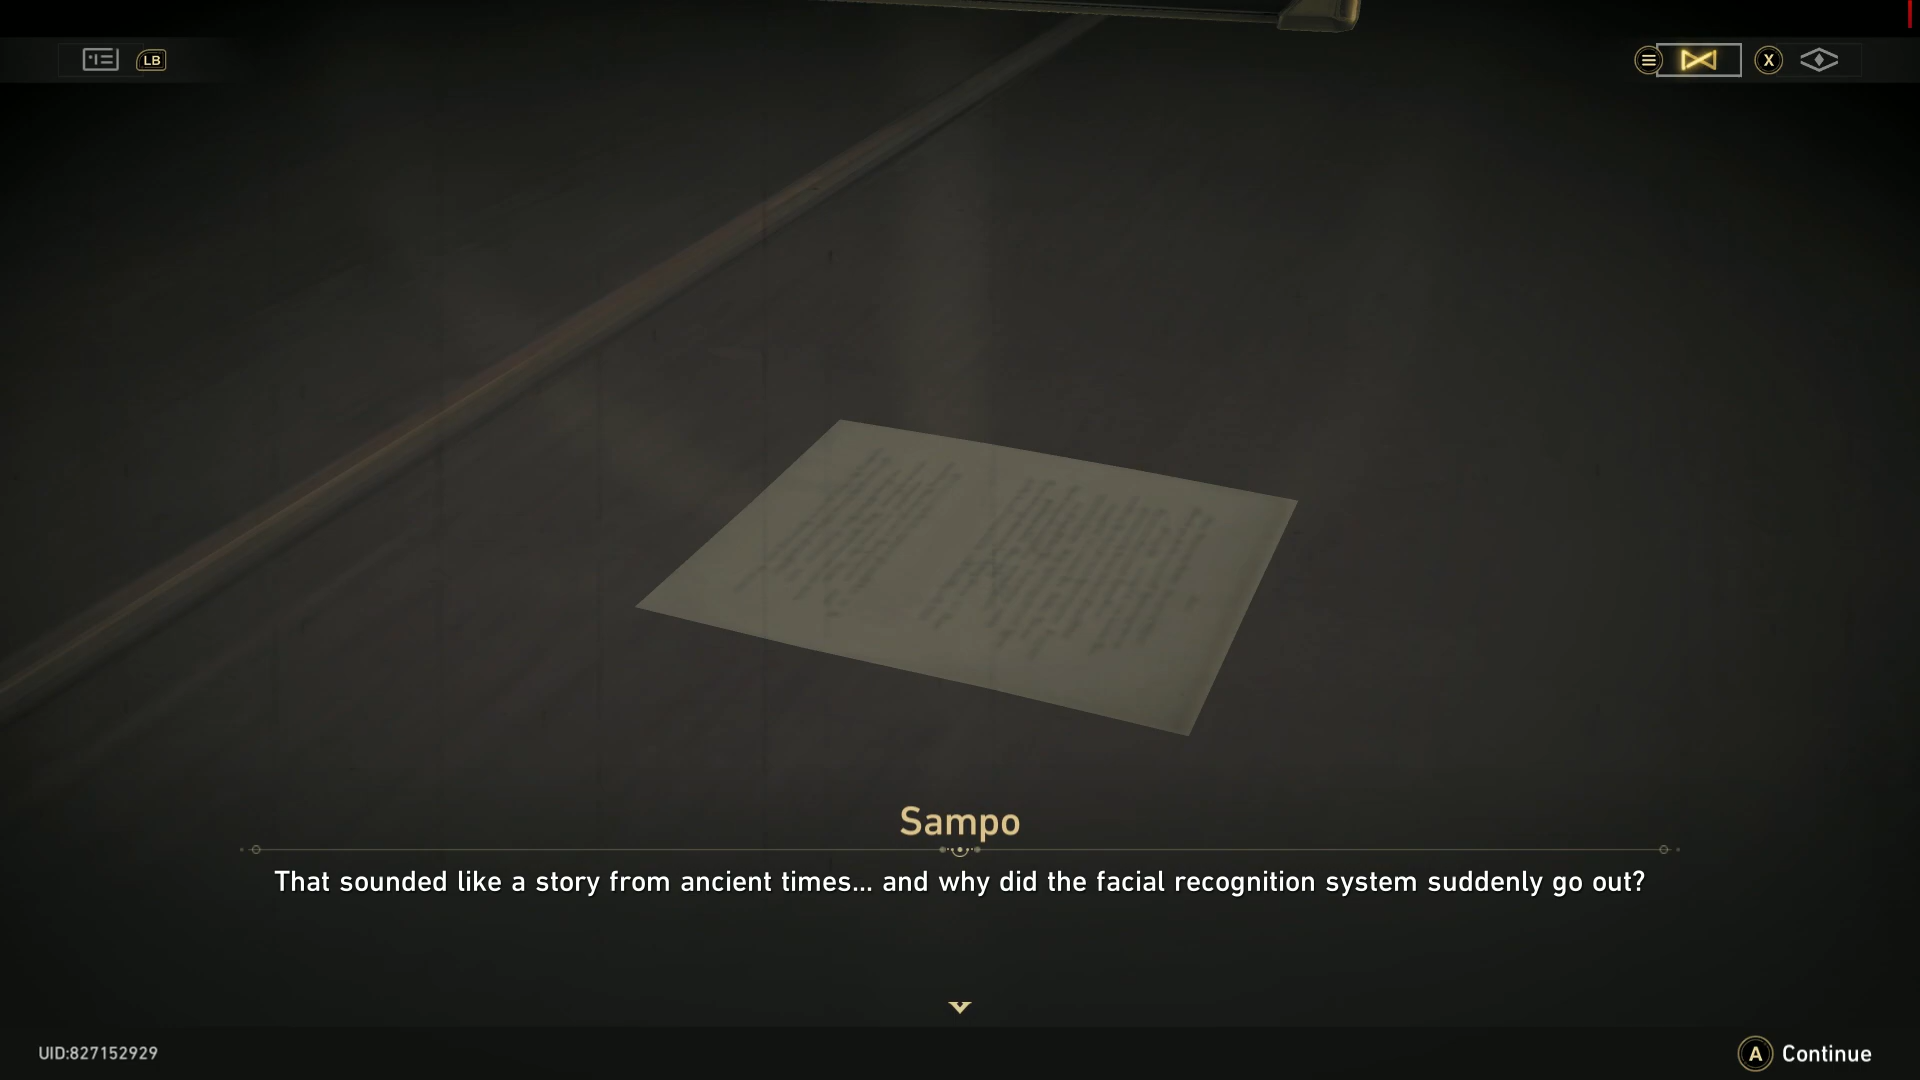 LB
X
Sampo
That sounded like a story from ancient times... and why did the facial recognition system suddenly go out?
UID:827152929
A Continue